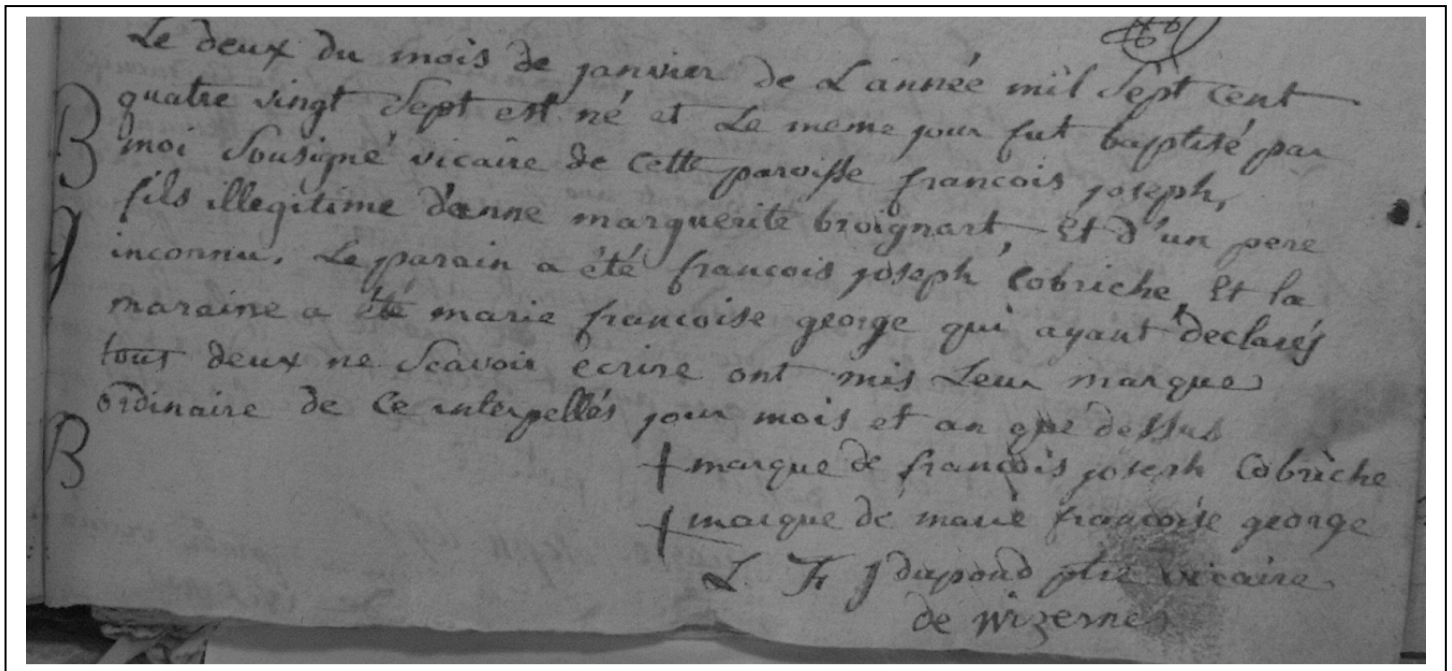 Le deux du mois de janvier de L'année mil sept cent
quatre vingt sept est né et Le meme jour fut baptisé par
moi sousigné vicaire de cette paroisse francois joseph,
fils illegitime d'anne marguerite broignart, Et d'un pere
inconnu. Le parain a été francois joseph Cobriche, Et la
maraine a été marie francoise george qui ayant declarés
tout deux ne scavoir écrire ont mis Leur marque
ordinaire de ce interpellés jour mois et an que dessus
B
J
B
marque de francois joseph Cobriche
marque de marie francoise george
L. F J dupond ptre vicaire
de Wizernes